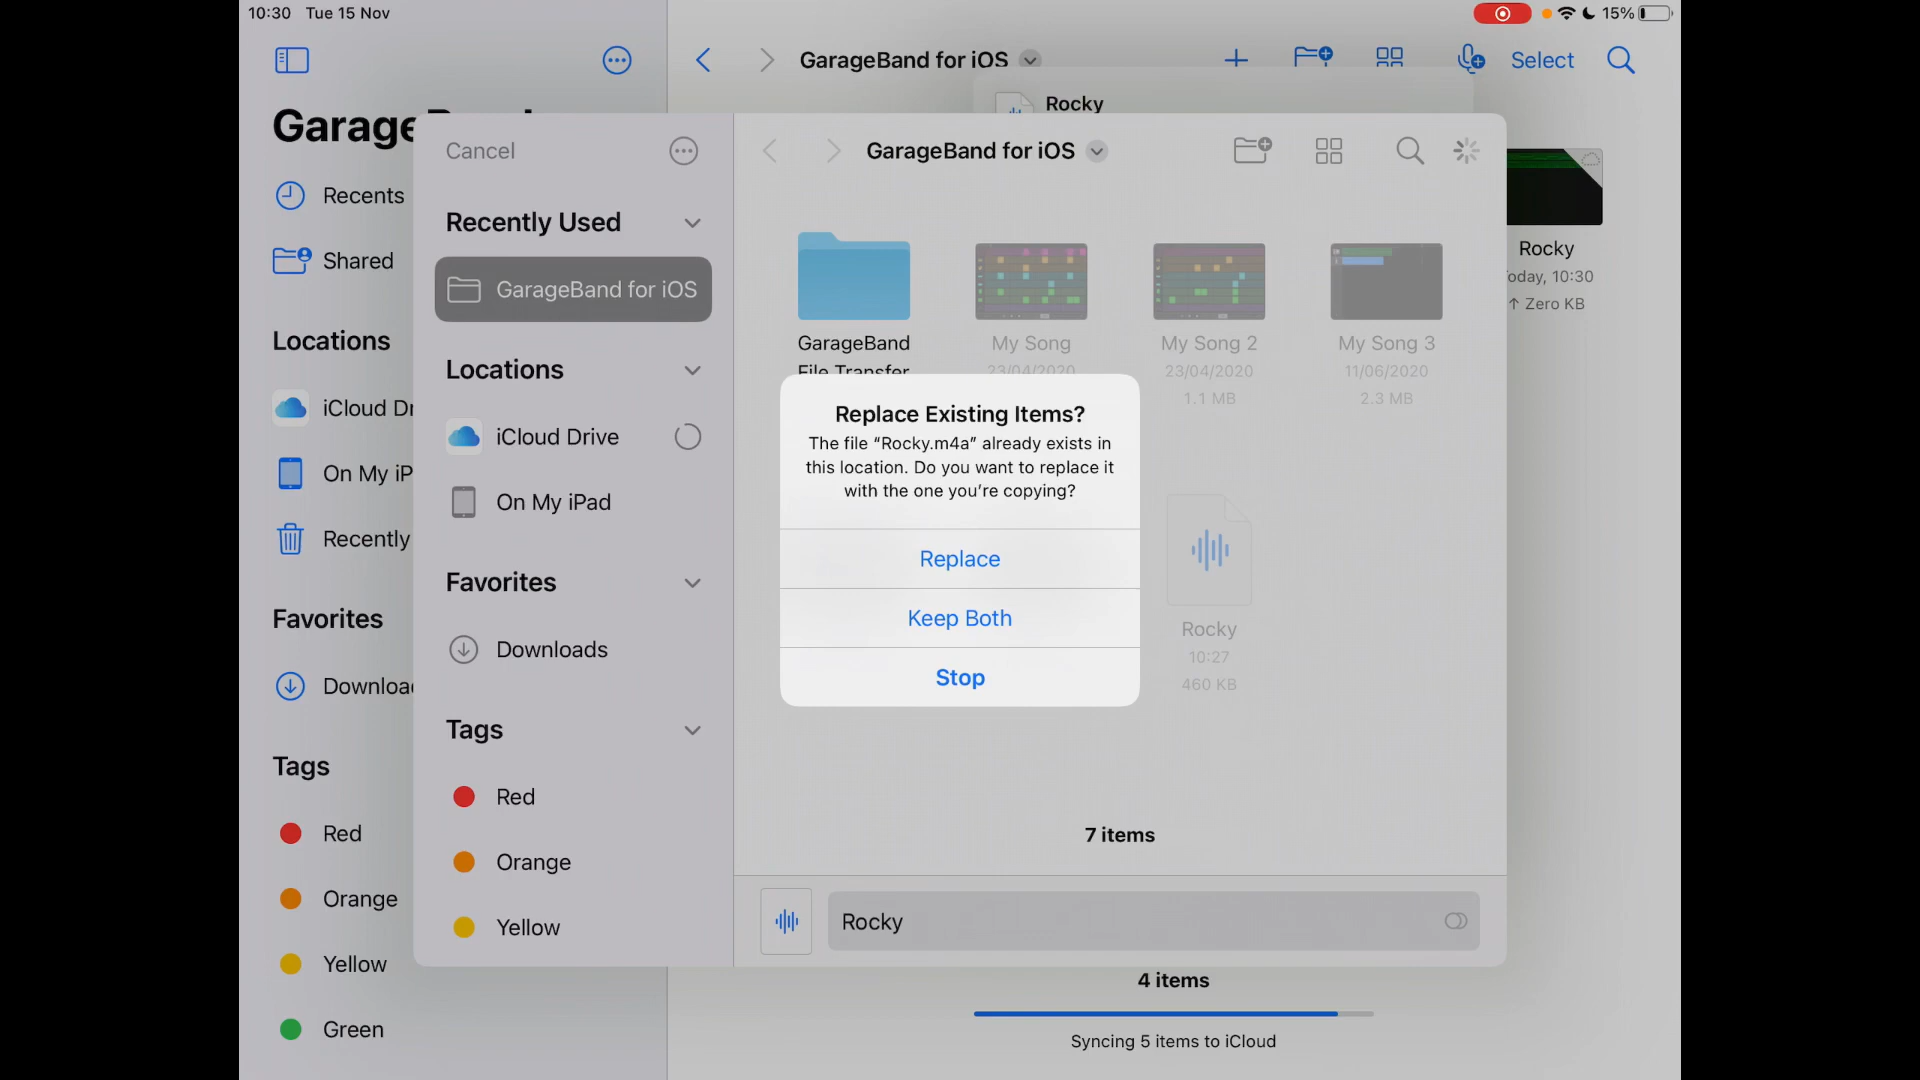 10:30 Tue 15 Nov
15%
GarageBand for iOS
Select
Rocky
Garage
Recents
Shared
Locations
iCloud Dr
On My iP
Recently
Favorites
Downloa
Tags
Red
Orange
Yellow
Green
Cancel
Recently Used
GarageBand for iOS
Locations
iCloud Drive
On My iPad
Favorites
Downloads
Tags
Red
Orange
Yellow
GarageBand for iOS
GarageBand
File Transfer
My Song
23/04/2020
My Song 2
23/04/2020
1.1 MB
My Song 3
11/06/2020
2.3 MB
Rocky
oday, 10:30
↑ Zero KB
Replace Existing Items?
The file “Rocky.m4a” already exists in
this location. Do you want to replace it
with the one you’re copying?
Replace
Keep Both
Stop
Rocky
10:27
460 KB
7 items
Rocky
4 items
Syncing 5 items to iCloud